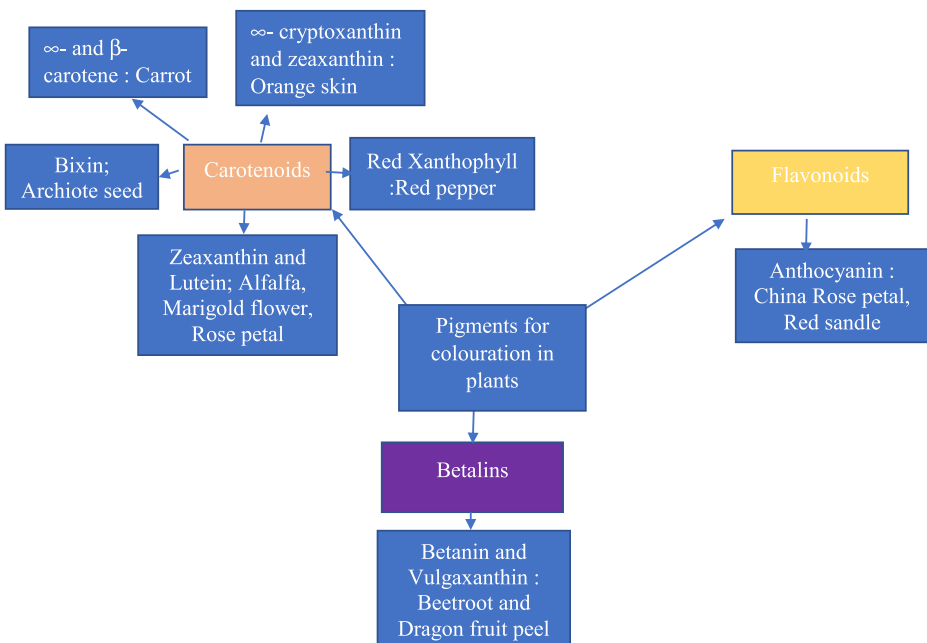 ∞- and β-
carotene : Carrot
∞- cryptoxanthin
and zeaxanthin :
Orange skin
Bixin;
Archiote seed
Carotenoids
Red Xanthophyll
:Red pepper
Flavonoids
Zeaxanthin and
Lutein; Alfalfa,
Marigold flower,
Rose petal
Anthocyanin :
China Rose petal,
Red sandle
Pigments for
colouration in
plants
Betalins
Betanin and
Vulgaxanthin :
Beetroot and
Dragon fruit peel